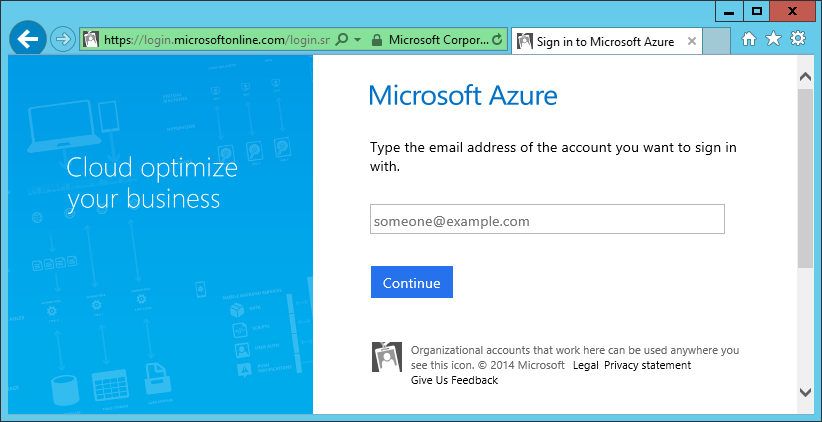 https://login.microsoftonline.com/login.sr
Microsoft Corpor...
Sign in to Microsoft Azure
Cloud optimize
your business
Microsoft Azure
Type the email address of the account you want to sign in
with.
someone@example.com
Continue
Organizational accounts that work here can be used anywhere you
see this icon. © 2014 Microsoft Legal Privacy statement
Give Us Feedback